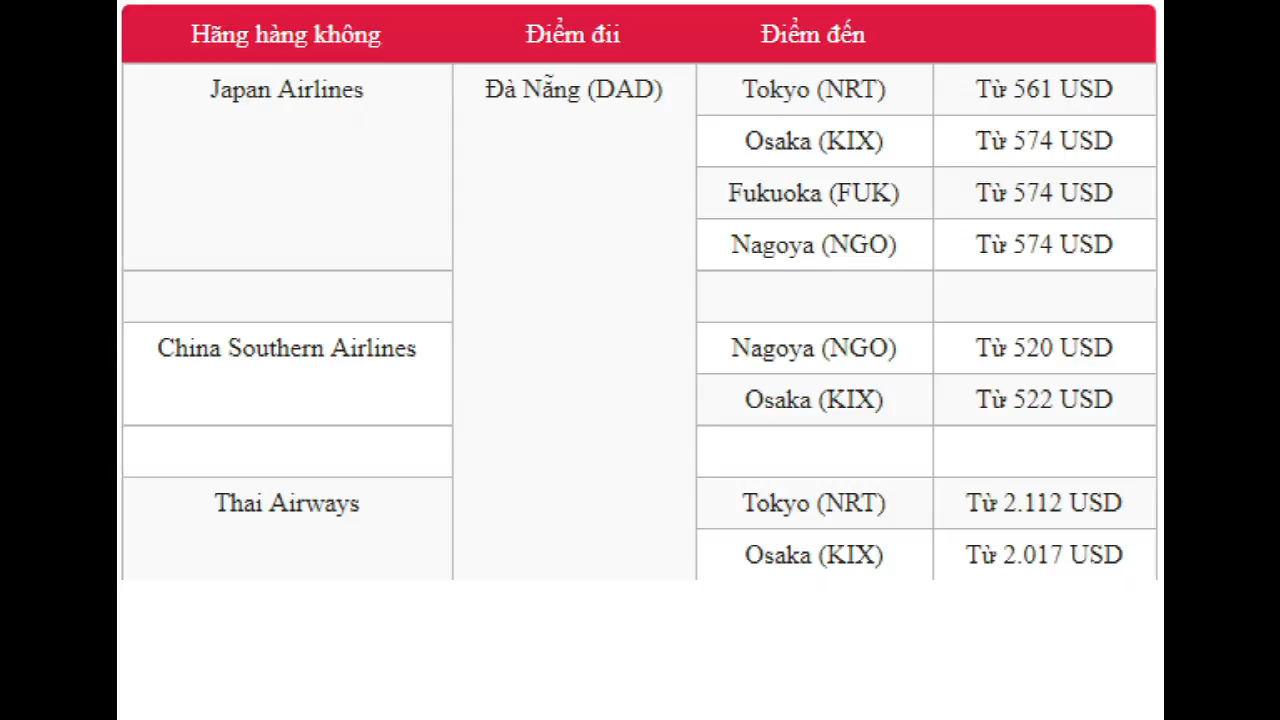 Hãng hàng không Điểm đii Điểm đến
Japan Airlines Đà Nẵng (DAD) Tokyo (NRT) Từ 561 USD
Osaka (KIX) Từ 574 USD
Fukuoka (FUK) Từ 574 USD
Nagoya (NGO) Từ 574 USD
China Southern Airlines Nagoya (NGO) Từ 520 USD
Osaka (KIX) Từ 522 USD
Thai Airways Tokyo (NRT) Từ 2.112 USD
Osaka (KIX) Từ 2.017 USD